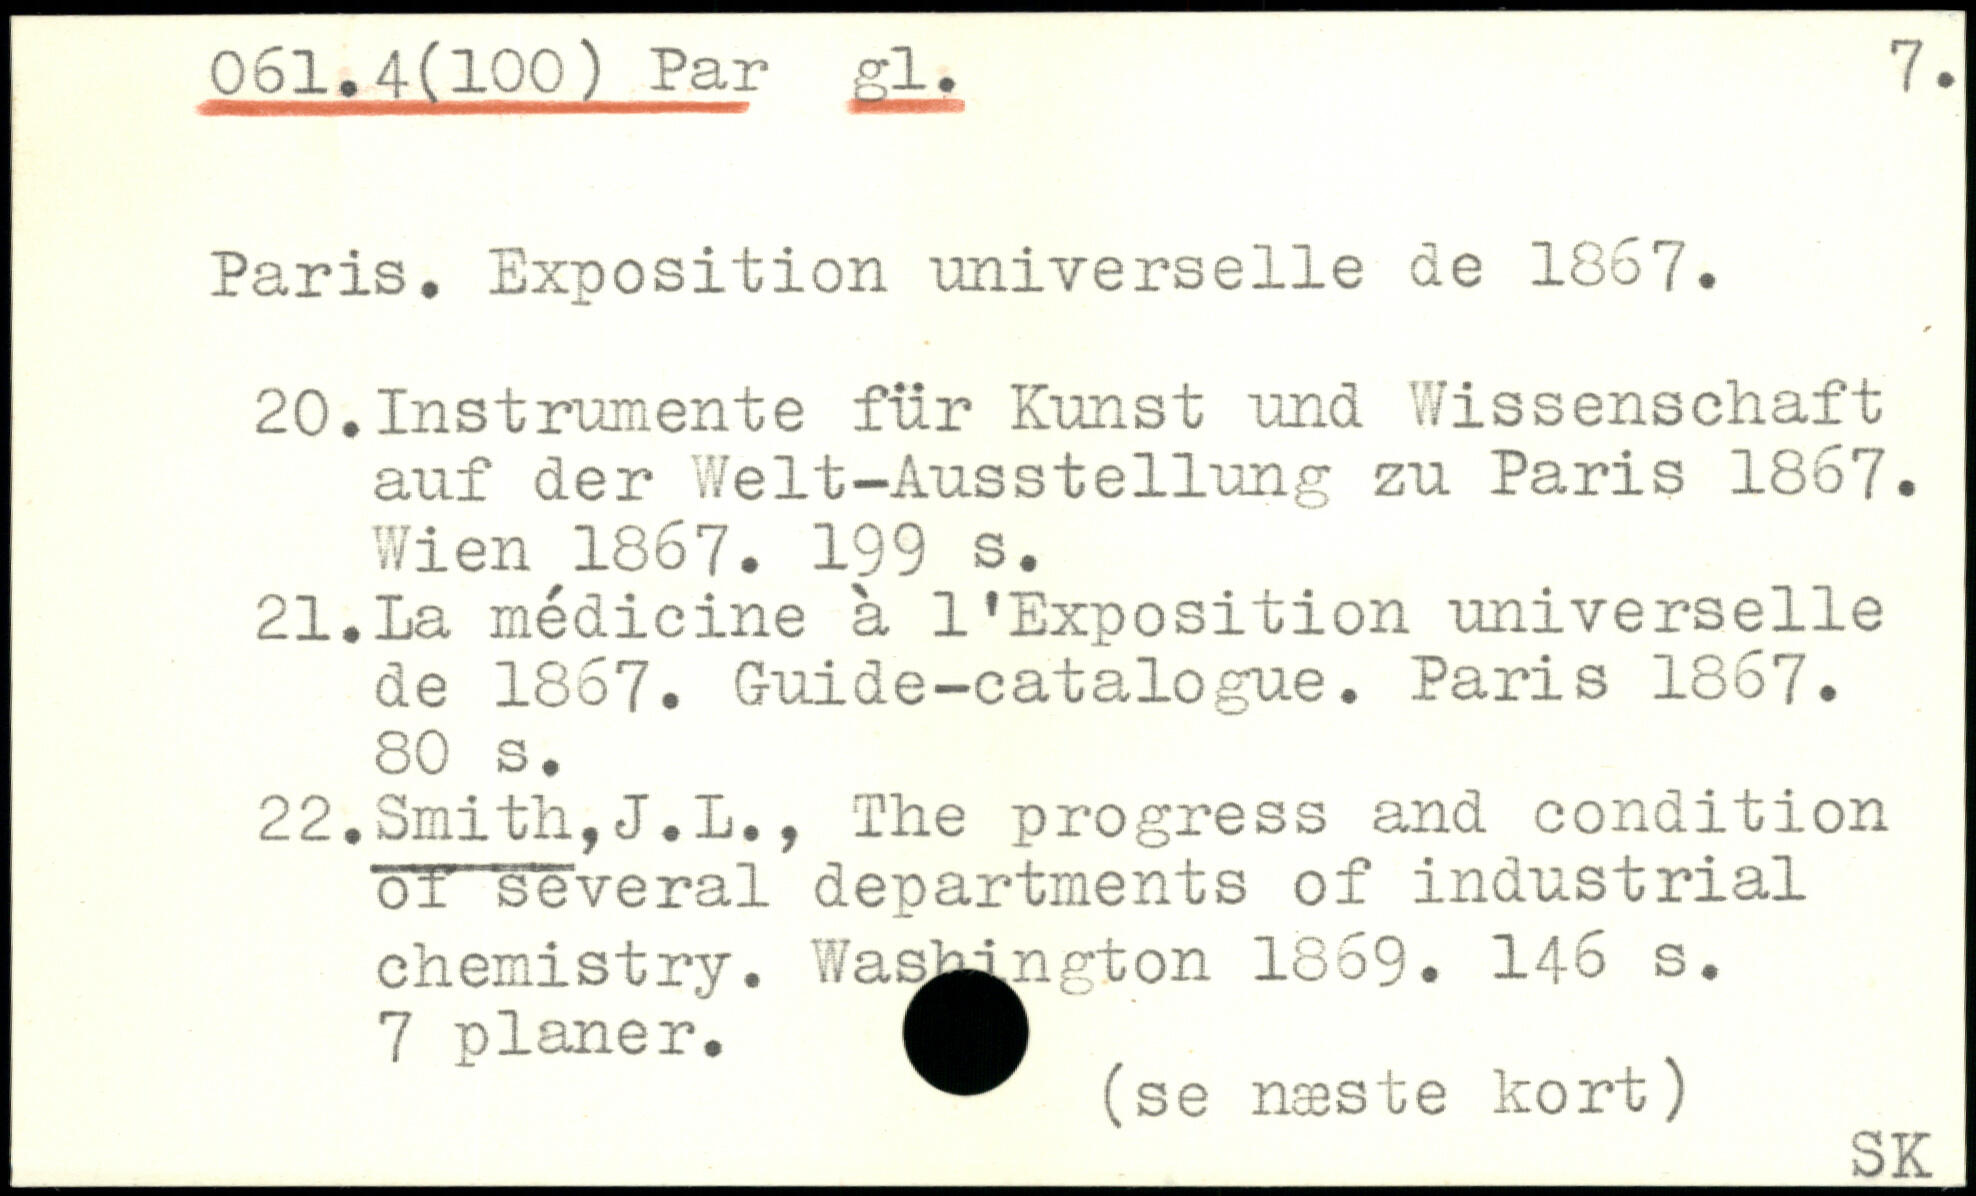 061.4(100) Par gl. 7.
Paris. Exposition universelle de 1867.
20. Instrumente für Kunst und Wissenschaft
auf der Welt-Ausstellung zu Paris 1867.
Wien 1867. 199 s.
21. La médicine à l'Exposition universelle
de 1867. Guide-catalogue. Paris 1867.
80 s.
22. Smith, J.L., The progress and condition
of several departments of industrial
chemistry. Washington 1869. 146 s.
7 planer.
(se næste kort)
SK